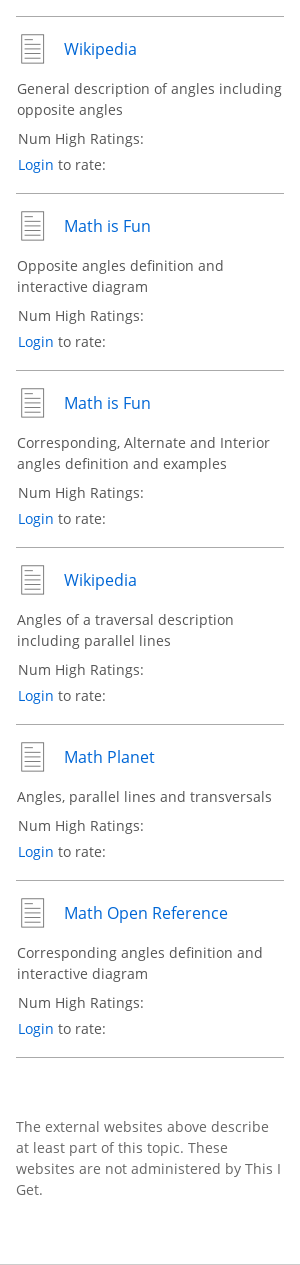 Wikipedia
General description of angles including
opposite angles
Num High Ratings:
Login to rate:
Math is Fun
Opposite angles definition and
interactive diagram
Num High Ratings:
Login to rate:
Math is Fun
Corresponding, Alternate and Interior
angles definition and examples
Num High Ratings:
Login to rate:
Wikipedia
Angles of a traversal description
including parallel lines
Num High Ratings:
Login to rate:
Math Planet
Angles, parallel lines and transversals
Num High Ratings:
Login to rate:
Math Open Reference
Corresponding angles definition and
interactive diagram
Num High Ratings:
Login to rate:
The external websites above describe
at least part of this topic. These
websites are not administered by This I
Get.